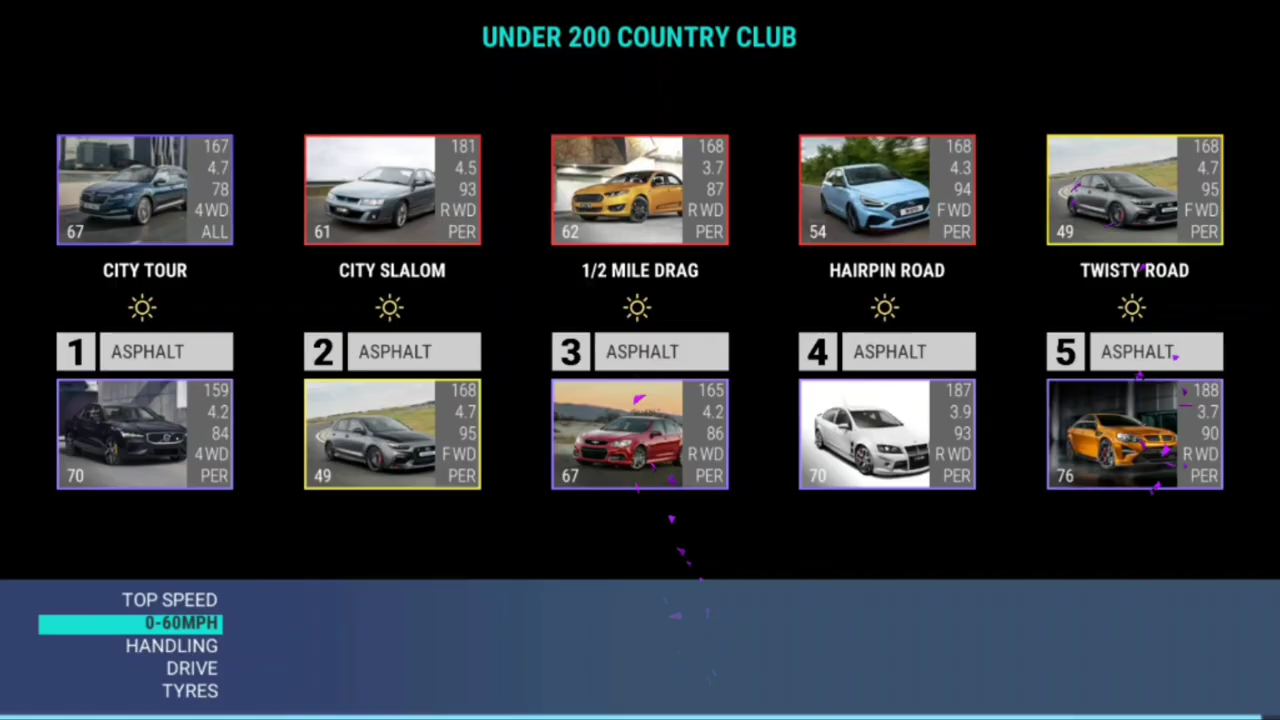 UNDER 200 COUNTRY CLUB
167
4.7
78
4WD
ALL
67
181
4.5
93
RWD
PER
61
168
3.7
87
RWD
PER
62
168
4.3
94
FWD
PER
54
168
4.7
95
FWD
PER
49
CITY TOUR
CITY SLALOM
1/2 MILE DRAG
HAIRPIN ROAD
TWISTY ROAD
1 ASPHALT
2 ASPHALT
3 ASPHALT
4 ASPHALT
5 ASPHALT
159
4.2
84
4WD
PER
70
168
4.7
95
FWD
PER
49
165
4.2
86
RWD
PER
67
187
3.9
93
RWD
PER
70
188
3.7
90
RWD
PER
76
TOP SPEED
0-60MPH
HANDLING
DRIVE
TYRES